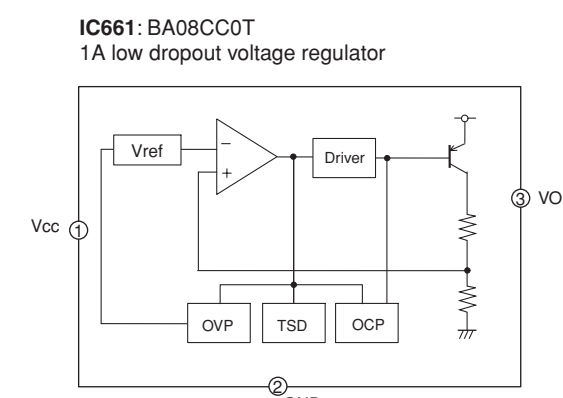 IC661: BA08CC0T
1A low dropout voltage regulator
Vref
−
+
Driver
Vcc 1
3 VO
OVP
TSD
OCP
2